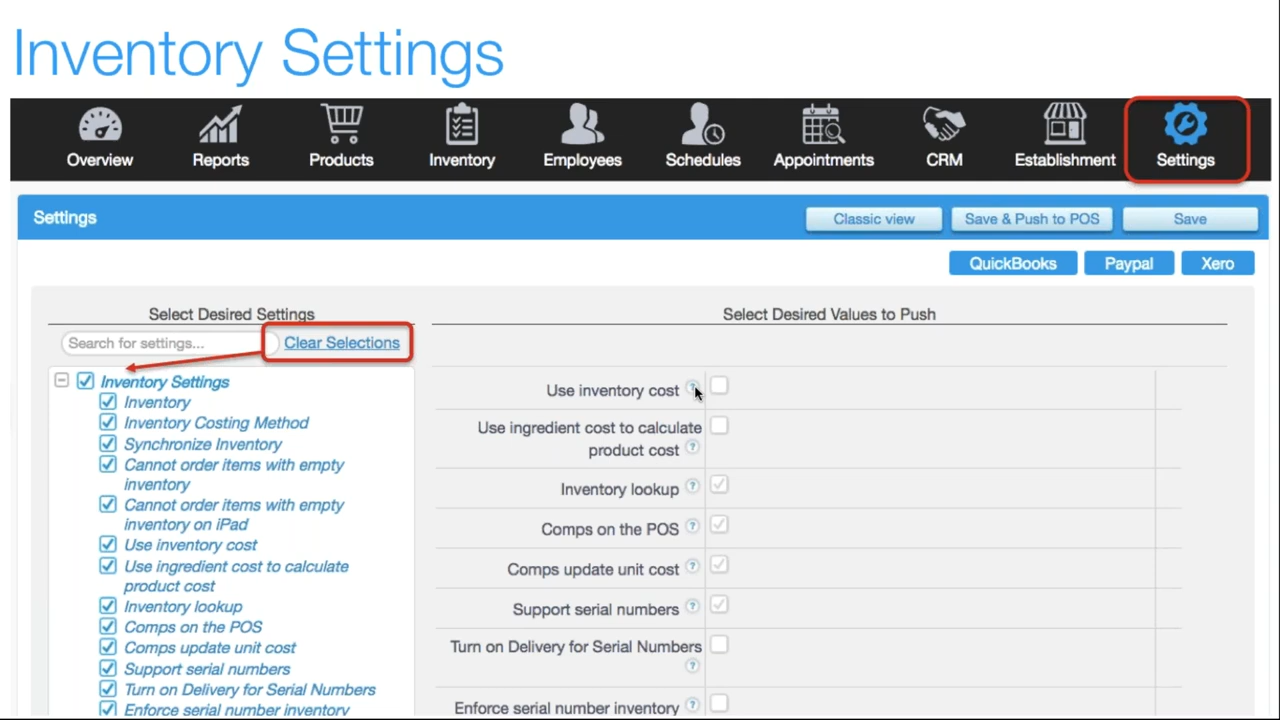 Inventory Settings
Overview
Reports
Products
Inventory
Employees
Schedules
Appointments
CRM
Establishment
Settings
Settings
Classic view
Save & Push to POS
Save
QuickBooks
Paypal
Xero
Select Desired Settings
Select Desired Values to Push
Search for settings...
Clear Selections
Inventory Settings
Inventory
Inventory Costing Method
Synchronize Inventory
Cannot order items with empty
inventory
Cannot order items with empty
inventory on iPad
Use inventory cost
Use ingredient cost to calculate
product cost
Inventory lookup
Comps on the POS
Comps update unit cost
Support serial numbers
Turn on Delivery for Serial Numbers
Enforce serial number inventory
Use inventory cost ?
Use ingredient cost to calculate
product cost ?
Inventory lookup ?
Comps on the POS ?
Comps update unit cost ?
Support serial numbers ?
Turn on Delivery for Serial Numbers
?
Enforce serial number inventory ?